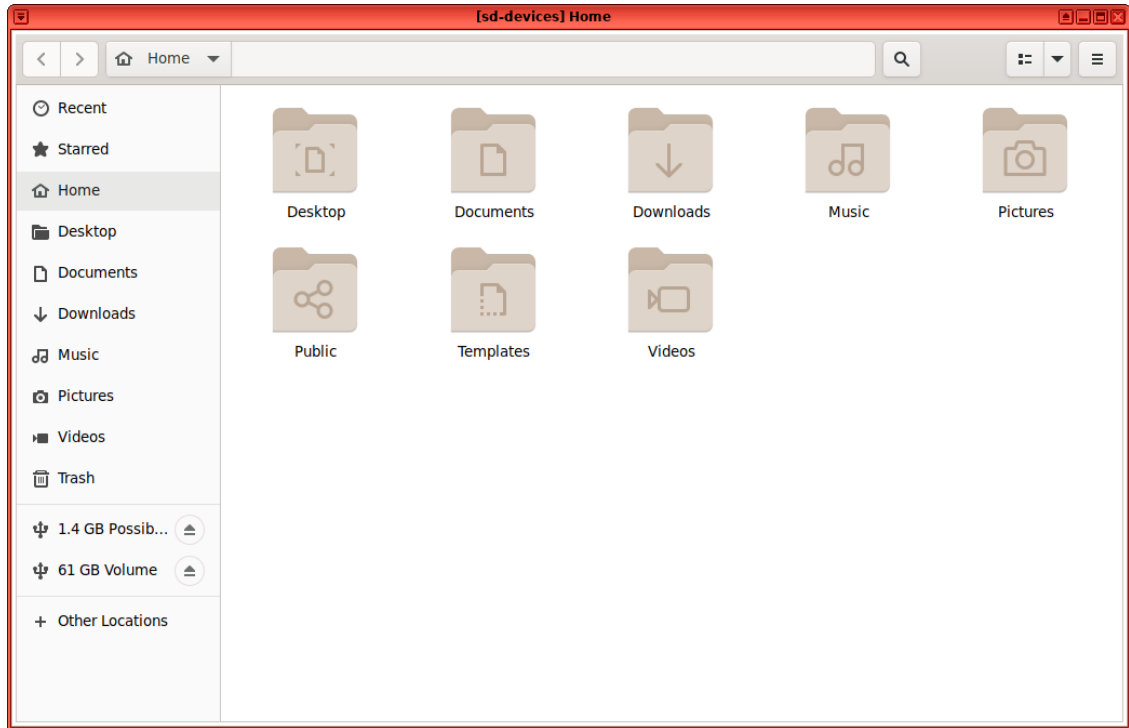 [sd-devices] Home
Home
Recent
Starred
Home
Desktop
Documents
Downloads
Music
Pictures
Videos
Trash
1.4 GB Possib...
61 GB Volume
+ Other Locations
Desktop
Documents
Downloads
Music
Pictures
Public
Templates
Videos